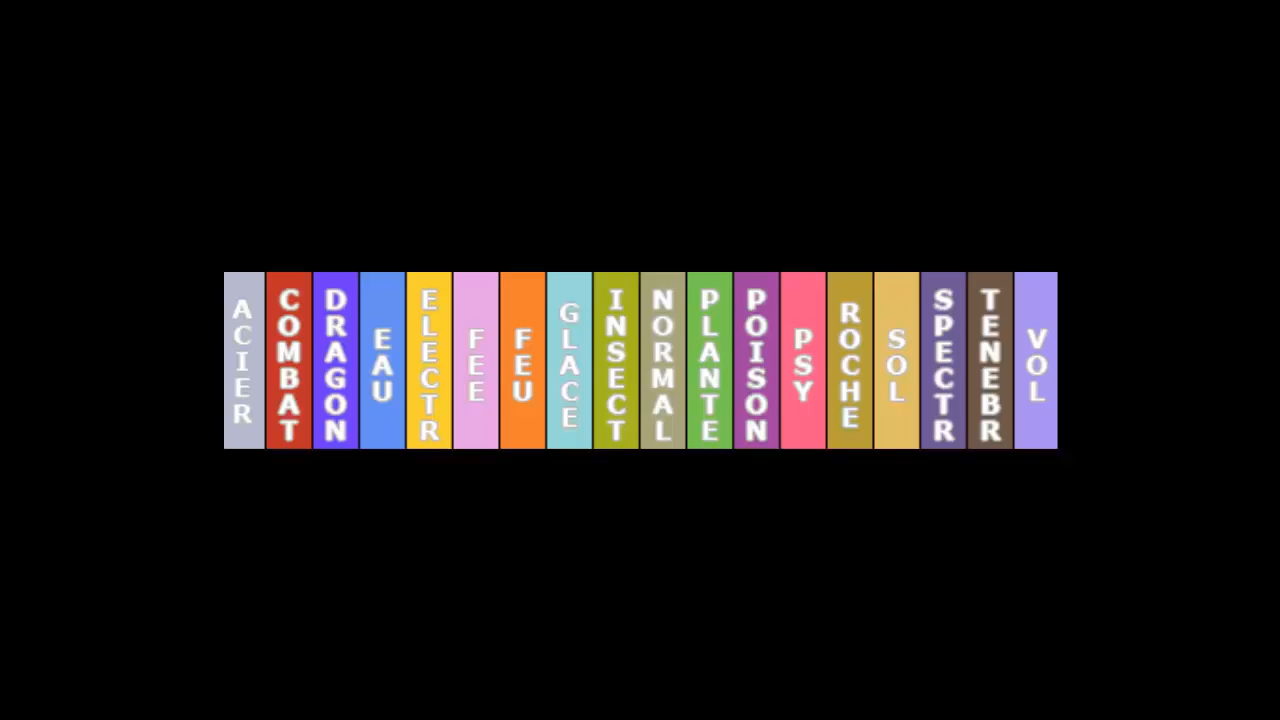 ACIER
COMBAT
DRAGON
EAU
ELECTR
FEE
FEU
GLACE
INSECT
NORMAL
PLANTE
POISON
PSY
ROCHE
SOL
SPECTR
TENEBR
VOL